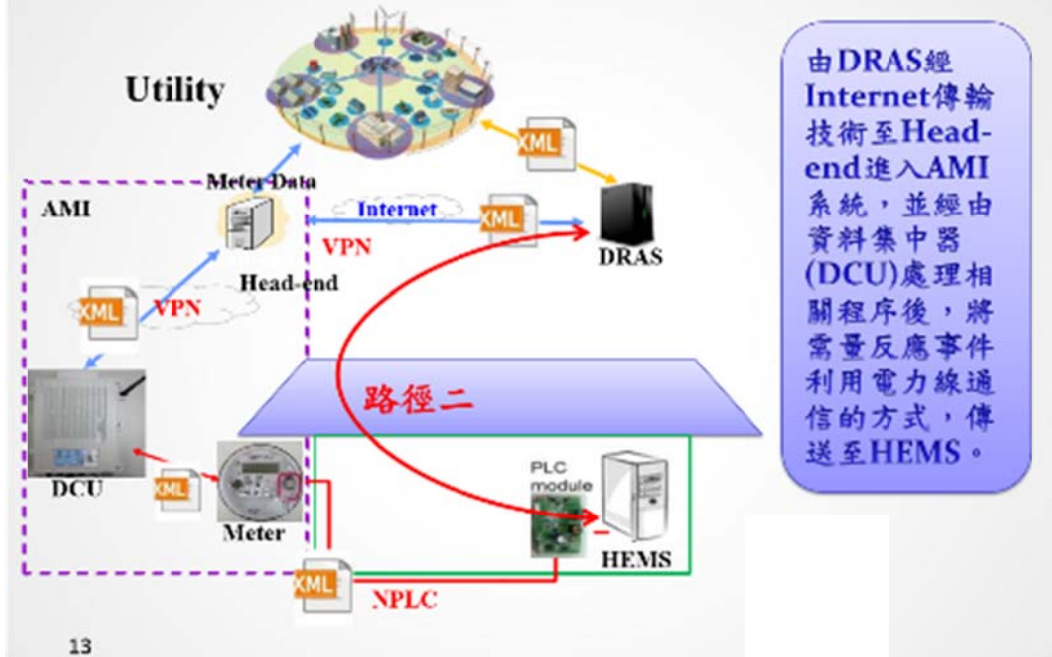 Utility
XML
Meter Data
AMI
Internet
XML
VPN
DRAS
Head-end
XML
VPN
路徑二
DCU
XML
Meter
PLC
module
HEMS
XML
NPLC
由DRAS經
Internet傳輸
技術至Head-
end進入AMI
系統，並經由
資料集中器
(DCU)處理相
關程序後，將
需量反應事件
利用電力線通
信的方式，傳
送至HEMS。
13